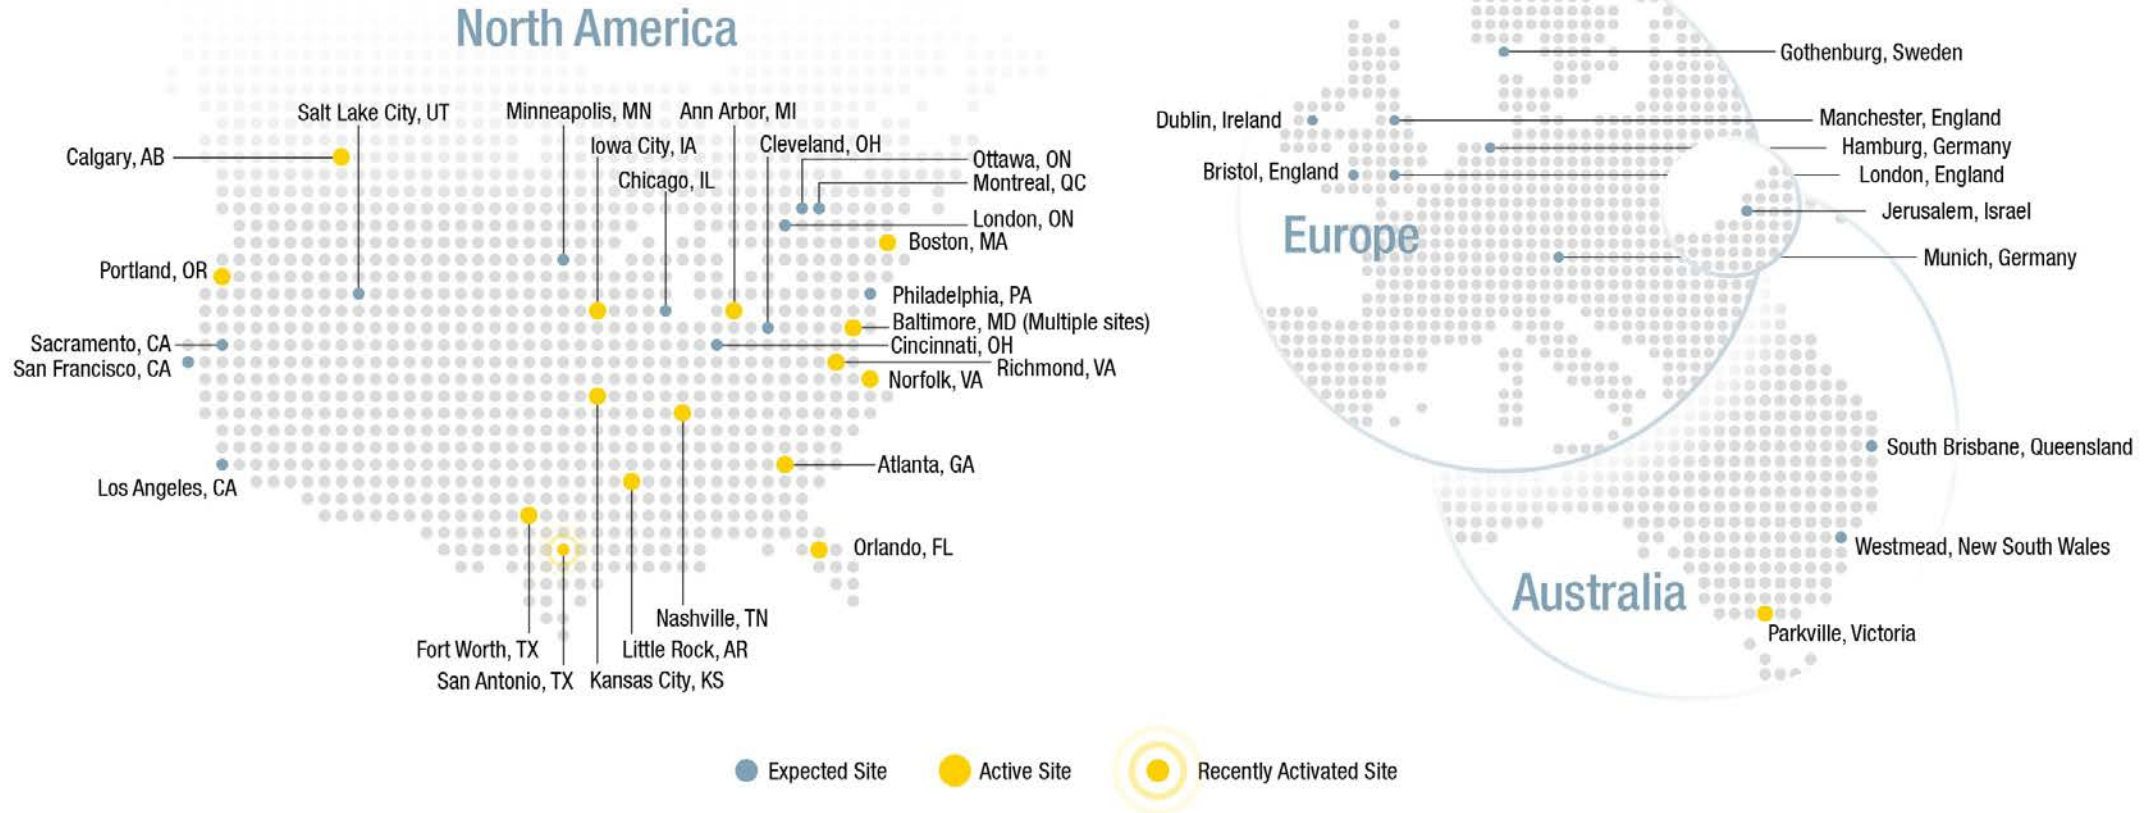 North America
Salt Lake City, UT
Minneapolis, MN
Ann Arbor, MI
Iowa City, IA
Cleveland, OH
Calgary, AB
Ottawa, ON
Chicago, IL
Montreal, QC
London, ON
Boston, MA
Portland, OR
Philadelphia, PA
Baltimore, MD (Multiple sites)
Sacramento, CA
Cincinnati, OH
San Francisco, CA
Richmond, VA
Norfolk, VA
Atlanta, GA
Los Angeles, CA
Orlando, FL
Nashville, TN
Fort Worth, TX
Little Rock, AR
San Antonio, TX
Kansas City, KS
Gothenburg, Sweden
Dublin, Ireland
Manchester, England
Hamburg, Germany
Bristol, England
London, England
Jerusalem, Israel
Europe
Munich, Germany
South Brisbane, Queensland
Westmead, New South Wales
Australia
Parkville, Victoria
Expected Site
Active Site
Recently Activated Site